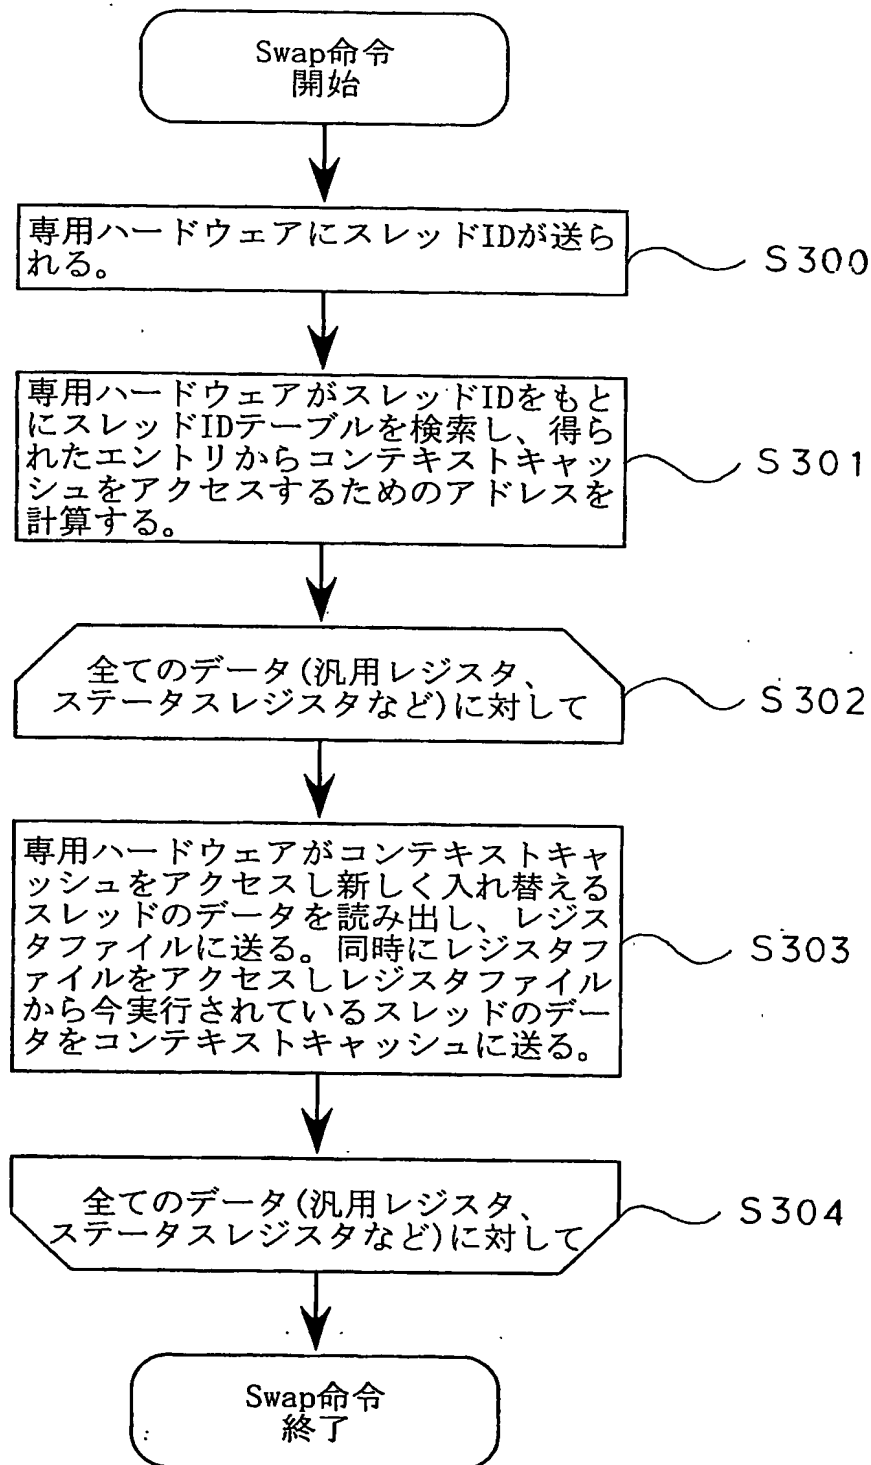 Swap命令
開始
専用ハードウェアにスレッドIDが送ら
れる。
S300
専用ハードウェアがスレッドIDをもと
にスレッドIDテーブルを検索し、得ら
れたエントリからコンテキストキャッ
シュをアクセスするためのアドレスを
計算する。
S301
全てのデータ(汎用レジスタ、
ステータスレジスタなど)に対して
S302
専用ハードウェアがコンテキストキャ
ッシュをアクセスし新しく入れ替える
スレッドのデータを読み出し、レジス
タファイルに送る。同時にレジスタフ
ァイルをアクセスしレジスタファイル
から今実行されているスレッドのデー
タをコンテキストキャッシュに送る。
S303
全てのデータ(汎用レジスタ、
ステータスレジスタなど)に対して
S304
Swap命令
終了